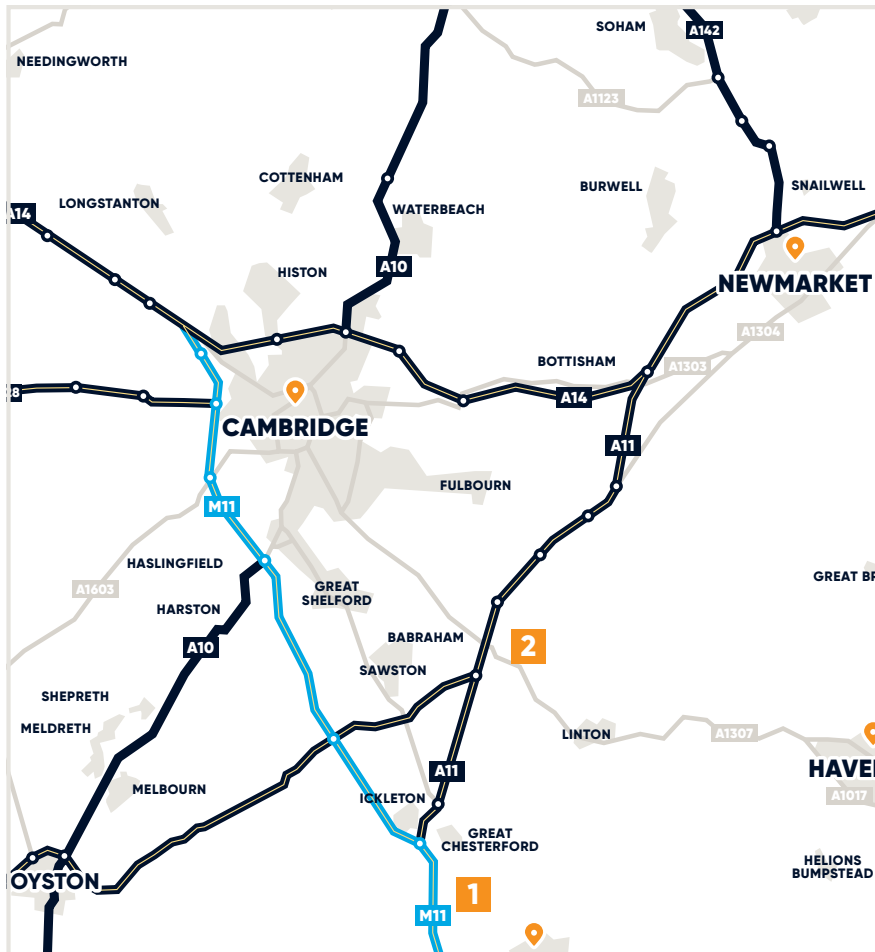 SOHAM
A142
NEEDINGWORTH
A1123
COTTENHAM
BURWELL
SNAILWELL
LONGSTANTON
A14
WATERBEACH
HISTON
A10
NEWMARKET
A1304
BOTTISHAM
A1303
8
A14
CAMBRIDGE
A11
FULBOURN
M11
HASLINGFIELD
GREAT BR
A1603
GREAT
SHELFORD
HARSTON
BABRAHAM
A10
2
SAWSTON
SHEPRETH
MELDRETH
LINTON
A1307
HAVE
A11
MELBOURN
ICKLETON
A1017
GREAT
CHESTERFORD
HELIONS
BUMPSTEAD
OYSTON
1
M11